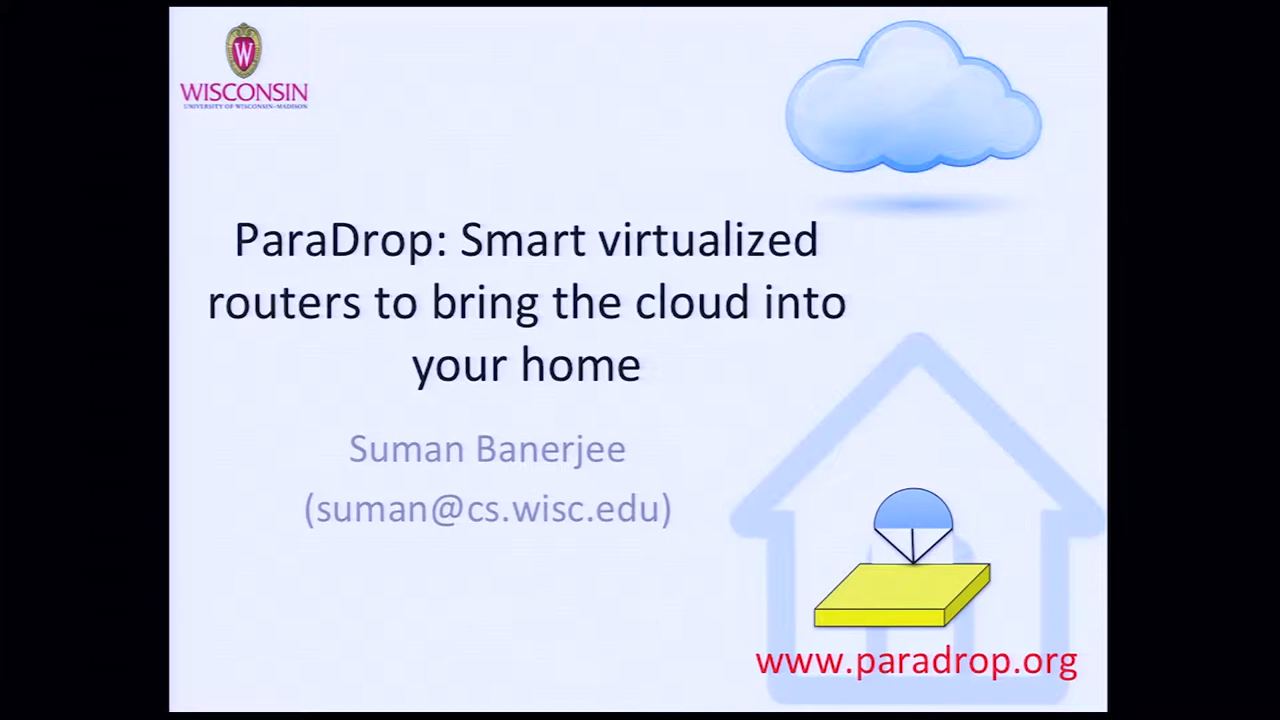 W
WISCONSIN
UNIVERSITY OF WISCONSIN–MADISON
ParaDrop: Smart virtualized
routers to bring the cloud into
your home
Suman Banerjee
(suman@cs.wisc.edu)
www.paradrop.org